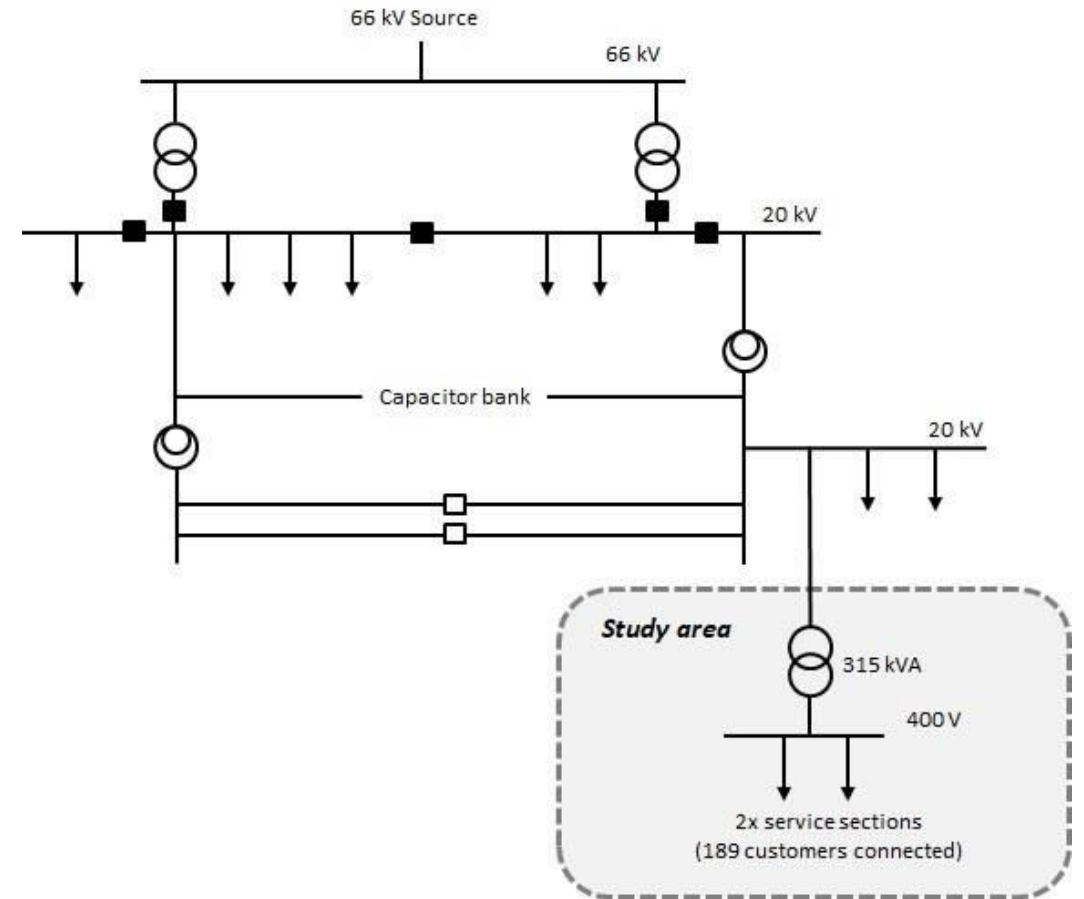 66 kV Source
66 kV
20 kV
Capacitor bank
20 kV
Study area
315 kVA
400 V
2x service sections
(189 customers connected)